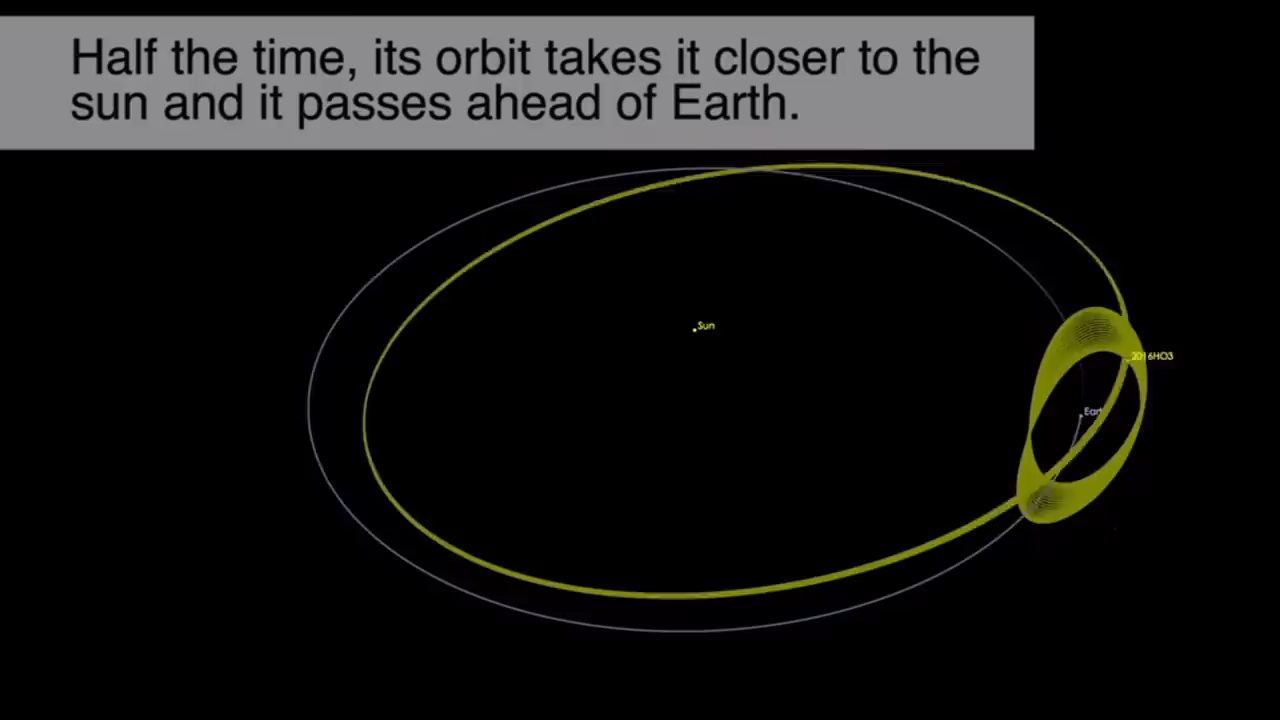 Half the time, its orbit takes it closer to the
sun and it passes ahead of Earth.
Sun
2016HO3
Eart